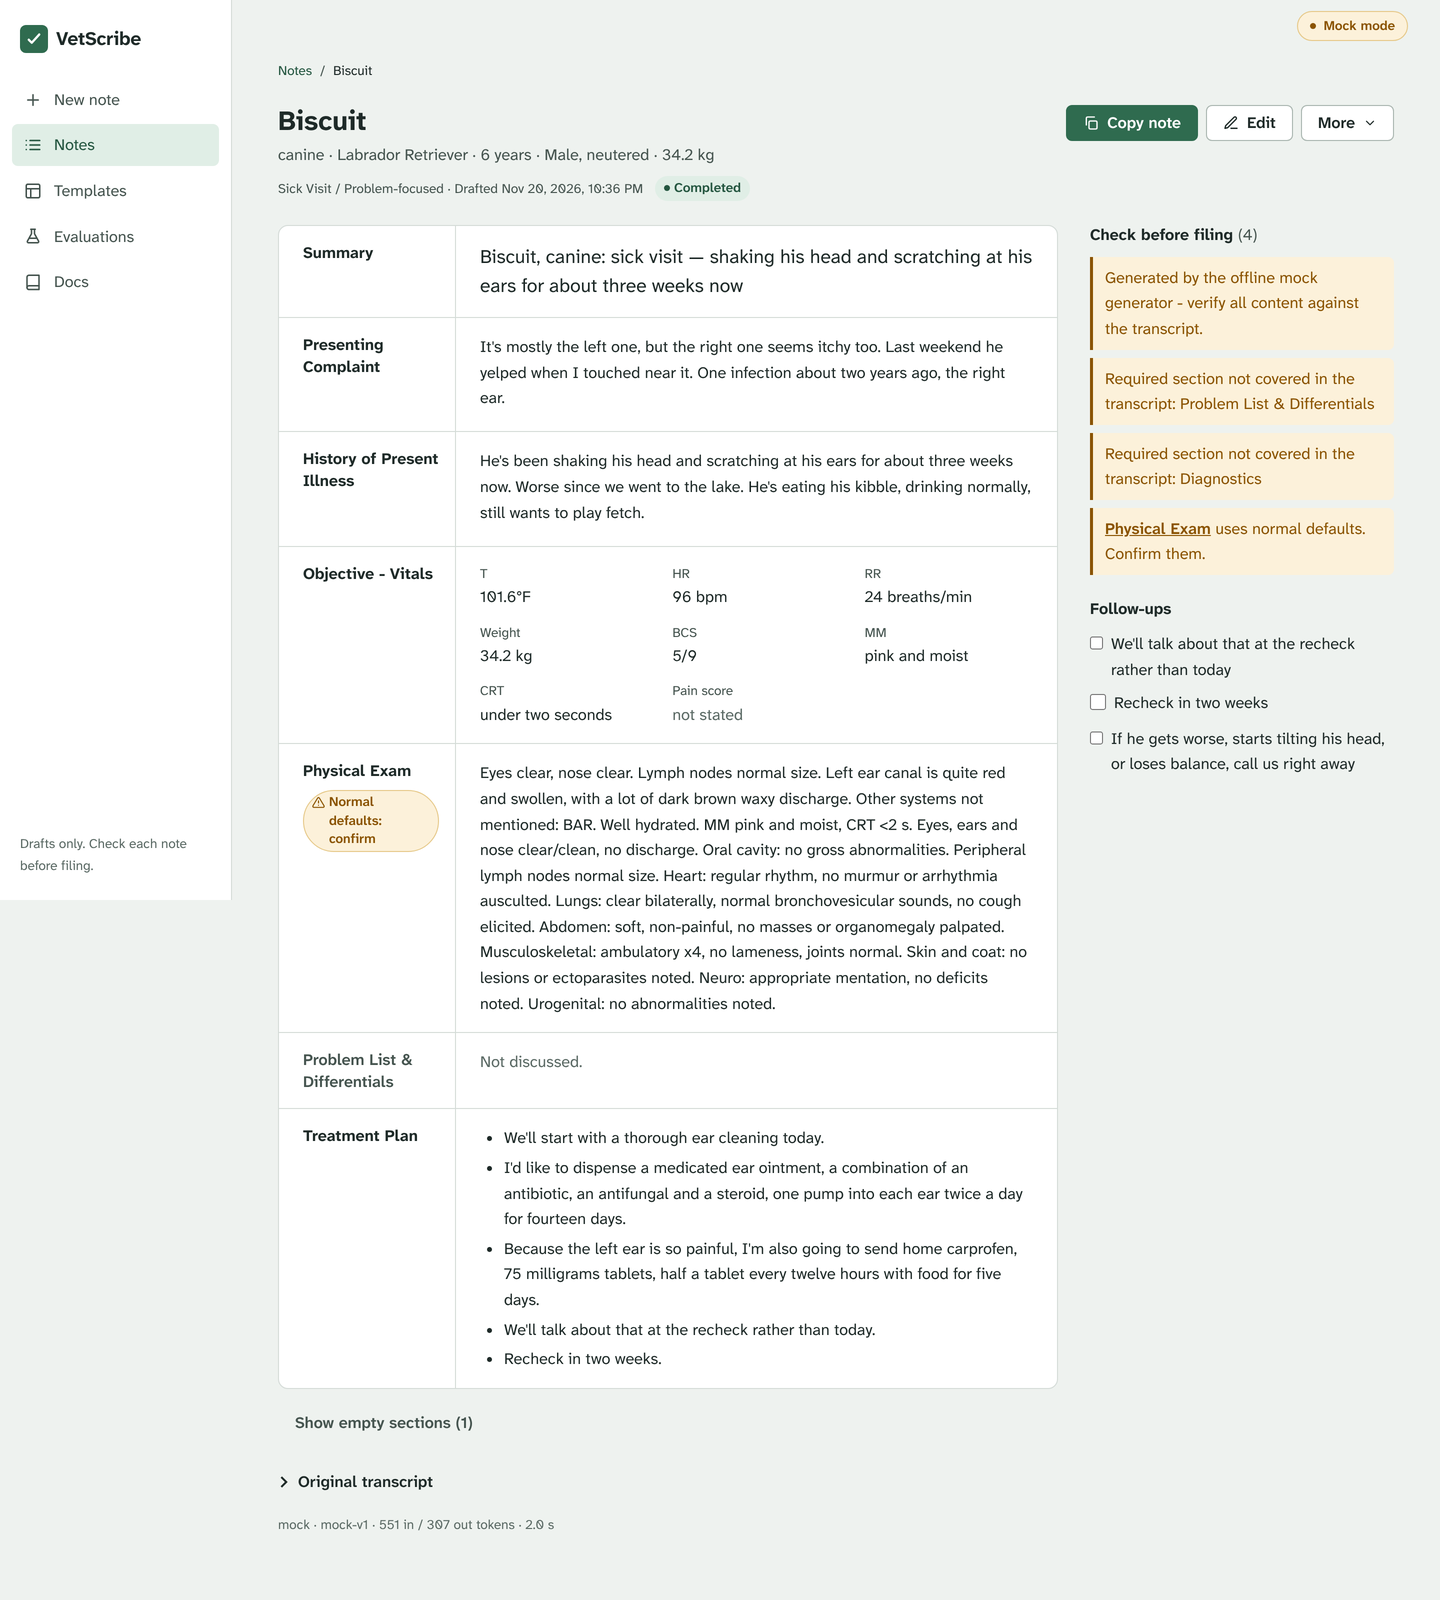 VetScribe
New note
Notes
Templates
Evaluations
Docs
Drafts only. Check each note
before filing.
Mock mode
Notes / Biscuit
Biscuit
canine · Labrador Retriever · 6 years · Male, neutered · 34.2 kg
Sick Visit / Problem-focused · Drafted Nov 20, 2026, 10:36 PM
Completed
Copy note
Edit
More
Summary
Biscuit, canine: sick visit — shaking his head and scratching at his
ears for about three weeks now
Presenting
Complaint
It's mostly the left one, but the right one seems itchy too. Last weekend he
yelped when I touched near it. One infection about two years ago, the right
ear.
History of Present
Illness
He's been shaking his head and scratching at his ears for about three weeks
now. Worse since we went to the lake. He's eating his kibble, drinking normally,
still wants to play fetch.
Objective - Vitals
T
101.6°F
HR
96 bpm
RR
24 breaths/min
Weight
34.2 kg
BCS
5/9
MM
pink and moist
CRT
under two seconds
Pain score
not stated
Physical Exam
Normal
defaults:
confirm
Eyes clear, nose clear. Lymph nodes normal size. Left ear canal is quite red
and swollen, with a lot of dark brown waxy discharge. Other systems not
mentioned: BAR. Well hydrated. MM pink and moist, CRT <2 s. Eyes, ears and
nose clear/clean, no discharge. Oral cavity: no gross abnormalities. Peripheral
lymph nodes normal size. Heart: regular rhythm, no murmur or arrhythmia
ausculted. Lungs: clear bilaterally, normal bronchovesicular sounds, no cough
elicited. Abdomen: soft, non-painful, no masses or organomegaly palpated.
Musculoskeletal: ambulatory x4, no lameness, joints normal. Skin and coat: no
lesions or ectoparasites noted. Neuro: appropriate mentation, no deficits
noted. Urogenital: no abnormalities noted.
Problem List &
Differentials
Not discussed.
Treatment Plan
• We'll start with a thorough ear cleaning today.
• I'd like to dispense a medicated ear ointment, a combination of an
antibiotic, an antifungal and a steroid, one pump into each ear twice a day
for fourteen days.
• Because the left ear is so painful, I'm also going to send home carprofen,
75 milligrams tablets, half a tablet every twelve hours with food for five
days.
• We'll talk about that at the recheck rather than today.
• Recheck in two weeks.
Show empty sections (1)
Original transcript
mock · mock-v1 · 551 in / 307 out tokens · 2.0 s
Check before filing (4)
Generated by the offline mock
generator - verify all content against
the transcript.
Required section not covered in the
transcript: Problem List & Differentials
Required section not covered in the
transcript: Diagnostics
Physical Exam uses normal defaults.
Confirm them.
Follow-ups
We'll talk about that at the recheck
rather than today
Recheck in two weeks
If he gets worse, starts tilting his head,
or loses balance, call us right away